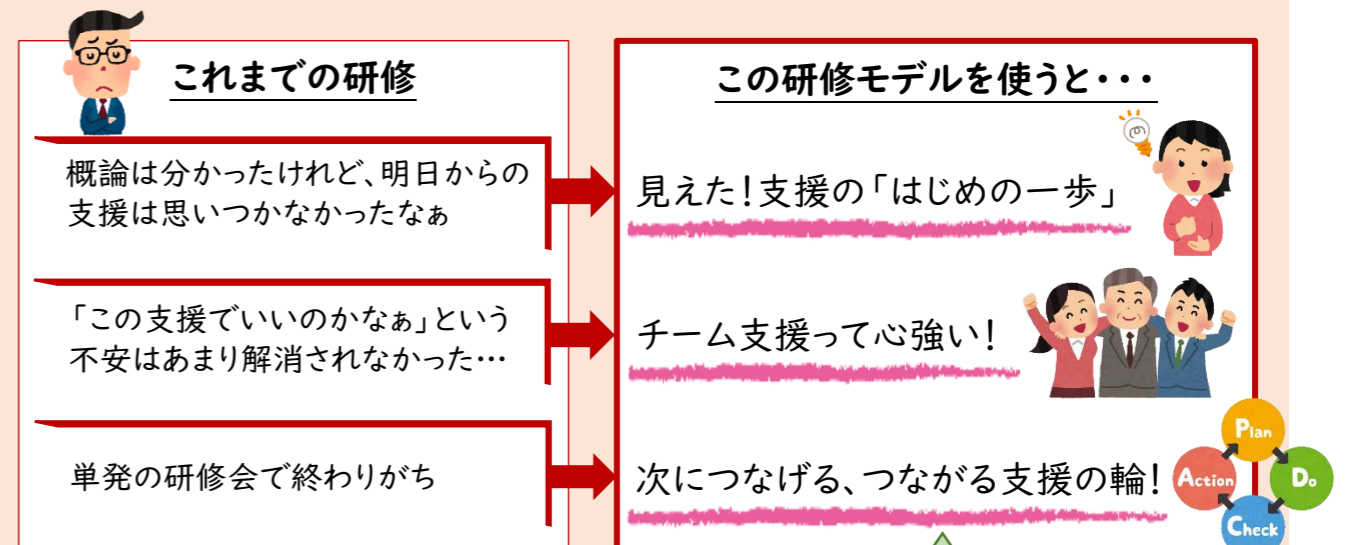 これまでの研修
この研修モデルを使うと・・・
概論は分かったけれど、明日からの
支援は思いつかなかったなぁ
見えた!支援の「はじめの一歩」
「この支援でいいのかなぁ」という
不安はあまり解消されなかった…
チーム支援って心強い!
単発の研修会で終わりがち
次につなげる、つながる支援の輪!
Plan
Do
Check
Action